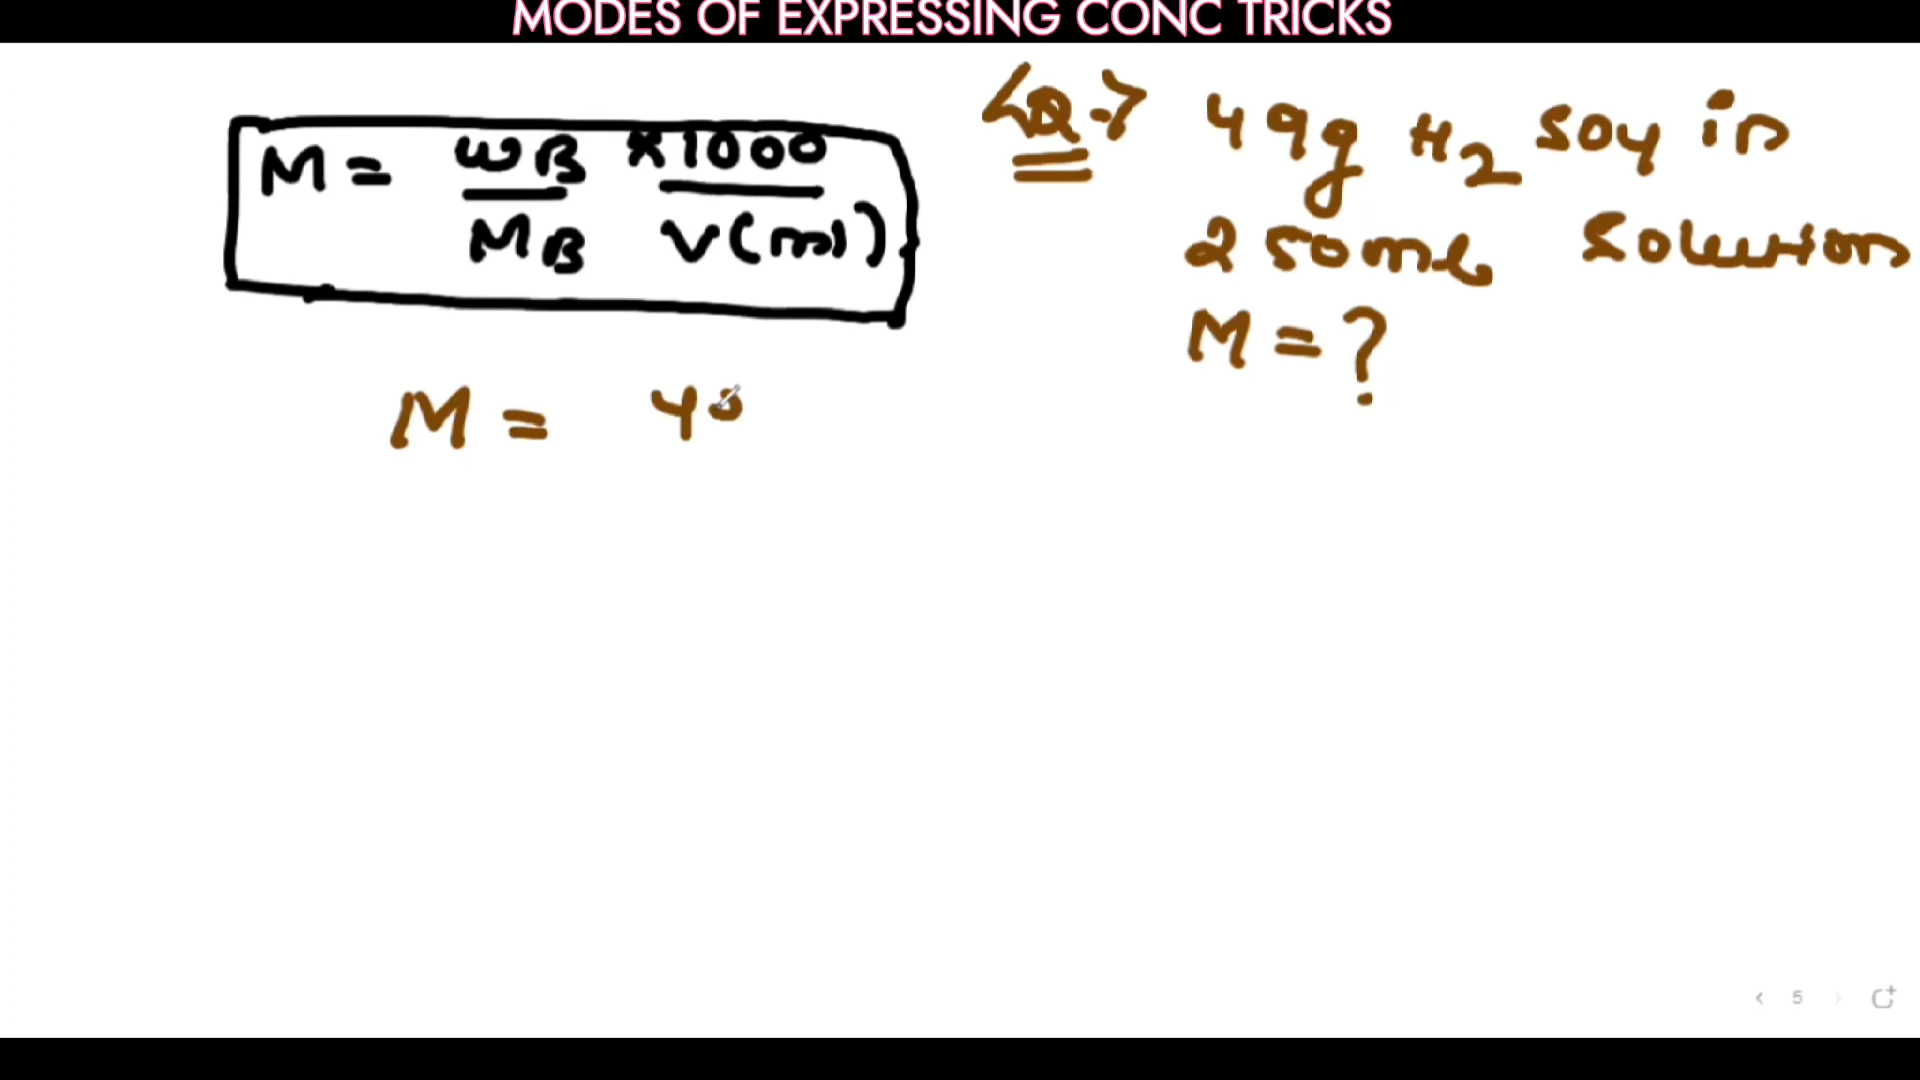 MODES OF EXPRESSING CONC TRICKS
M = wB * 1000
MB V(ml)
<Q-> 49g H2SO4 in
250mL Solution
M = ?
M = 4
5